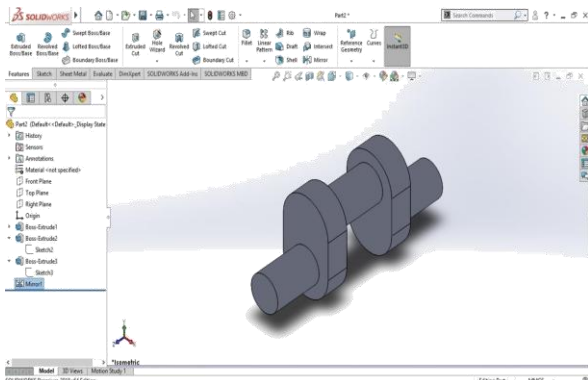 SOLIDWORKS
Part2 *
Search Commands
Extruded Boss/Base
Revolved Boss/Base
Swept Boss/Base
Lofted Boss/Base
Boundary Boss/Base
Extruded Cut
Hole Wizard
Revolved Cut
Swept Cut
Lofted Cut
Boundary Cut
Fillet
Linear Pattern
Rib
Draft
Shell
Wrap
Intersect
Mirror
Reference Geometry
Curves
Instant3D
Features
Sketch
Sheet Metal
Evaluate
DimXpert
SOLIDWORKS Add-Ins
SOLIDWORKS MBD
Part2 (Default<<Default>_Display State
History
Sensors
Annotations
Material <not specified>
Front Plane
Top Plane
Right Plane
Origin
Boss-Extrude1
Boss-Extrude2
Sketch2
Boss-Extrude3
Sketch3
Mirror1
*Isometric
Model
3D Views
Motion Study 1